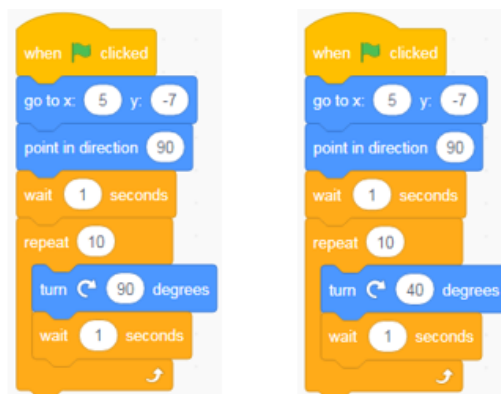 when clicked
go to x: 5 y: -7
point in direction 90
wait 1 seconds
repeat 10
turn 90 degrees
wait 1 seconds
when clicked
go to x: 5 y: -7
point in direction 90
wait 1 seconds
repeat 10
turn 40 degrees
wait 1 seconds